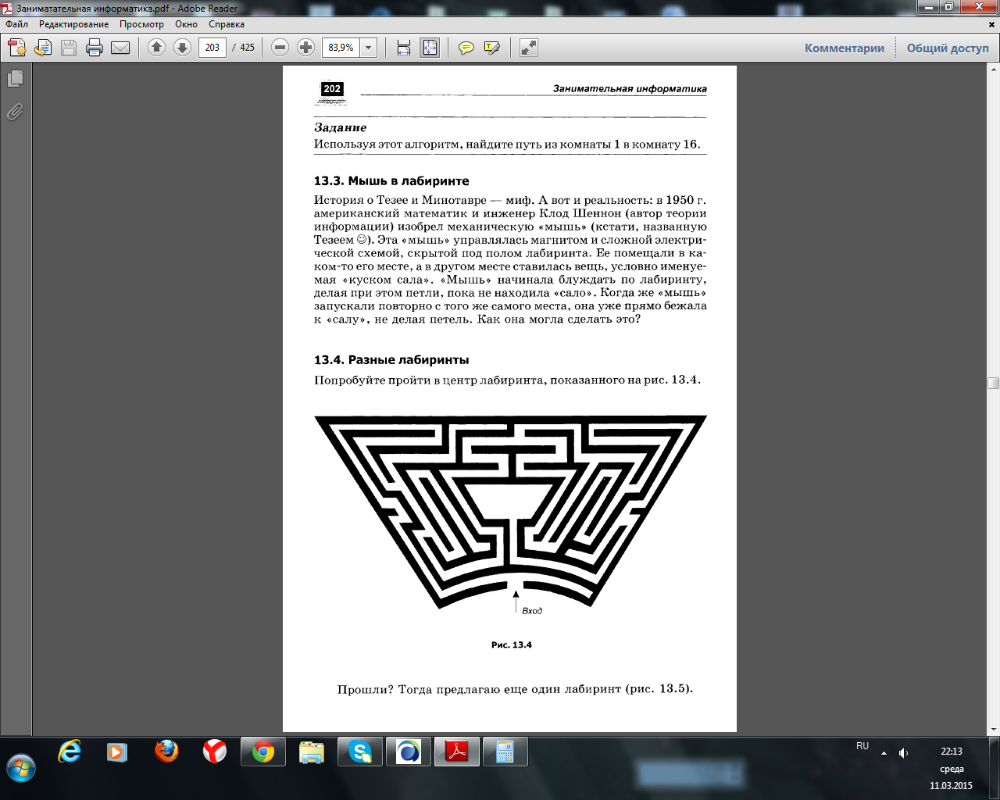 Занимательная информатика.pdf - Adobe Reader
Файл Редактирование Просмотр Окно Справка
203 / 425
83,9%
Комментарии Общий доступ
202 Занимательная информатика
Задание
Используя этот алгоритм, найдите путь из комнаты 1 в комнату 16.
13.3. Мышь в лабиринте
История о Тезее и Минотавре — миф. А вот и реальность: в 1950 г.
американский математик и инженер Клод Шеннон (автор теории
информации) изобрел механическую «мышь» (кстати, названную
Тезеем ☺). Эта «мышь» управлялась магнитом и сложной электри-
ческой схемой, скрытой под полом лабиринта. Ее помещали в ка-
ком-то его месте, а в другом месте ставилась вещь, условно именуе-
мая «куском сала». «Мышь» начинала блуждать по лабиринту,
делая при этом петли, пока не находила «сало». Когда же «мышь»
запускали повторно с того же самого места, она уже прямо бежала
к «салу», не делая петель. Как она могла сделать это?
13.4. Разные лабиринты
Попробуйте пройти в центр лабиринта, показанного на рис. 13.4.
Вход
Рис. 13.4
Прошли? Тогда предлагаю еще один лабиринт (рис. 13.5).
RU
22:13
среда
11.03.2015